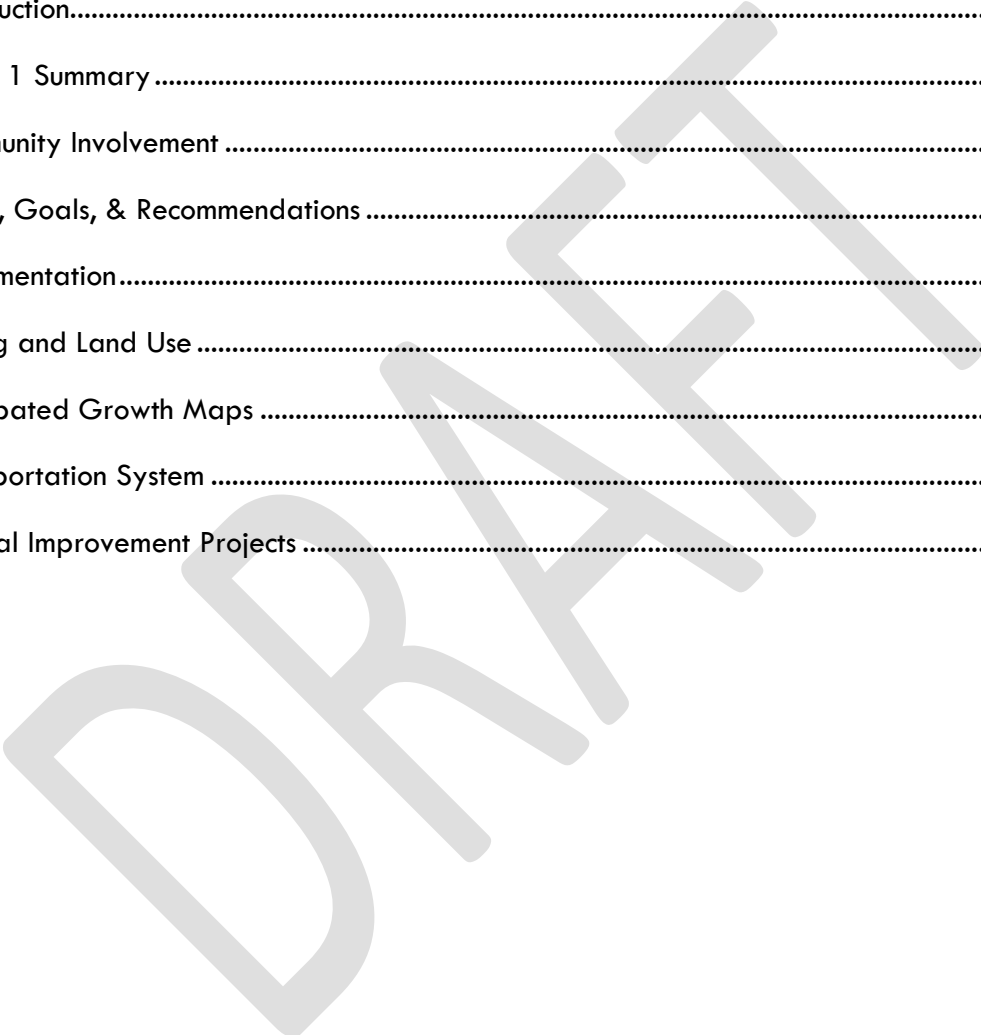 uction
1 Summary
unity Involvement
, Goals, & Recommendations
mentation
g and Land Use
pated Growth Maps
portation System
al Improvement Projects
DRAFT